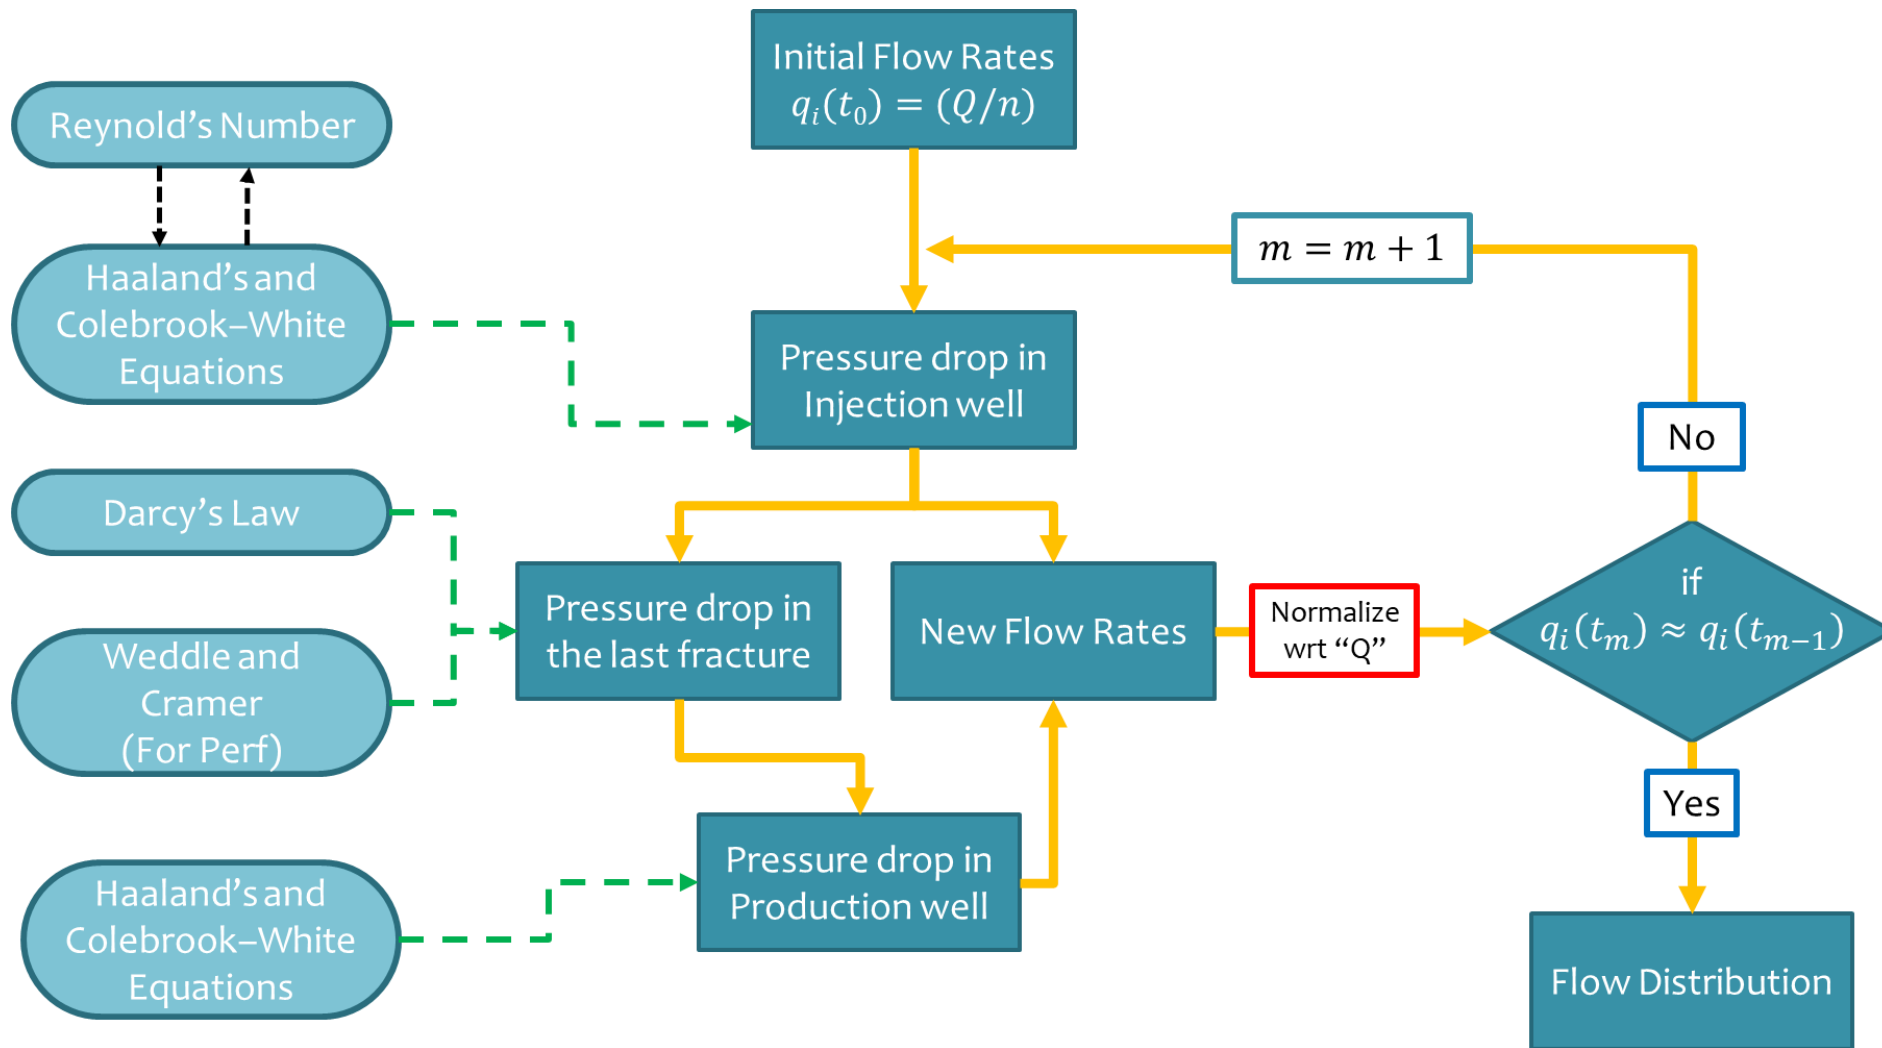 Initial Flow Rates
qᵢ(t₀) = (Q/n)
Reynold's Number
m = m + 1
Haaland's and
Colebrook–White
Equations
Pressure drop in
Injection well
No
Darcy's Law
Pressure drop in
the last fracture
New Flow Rates
Normalize
wrt “Q”
if
qᵢ(tₘ) ≈ qᵢ(tₘ₋₁)
Weddle and
Cramer
(For Perf)
Yes
Pressure drop in
Production well
Haaland's and
Colebrook–White
Equations
Flow Distribution